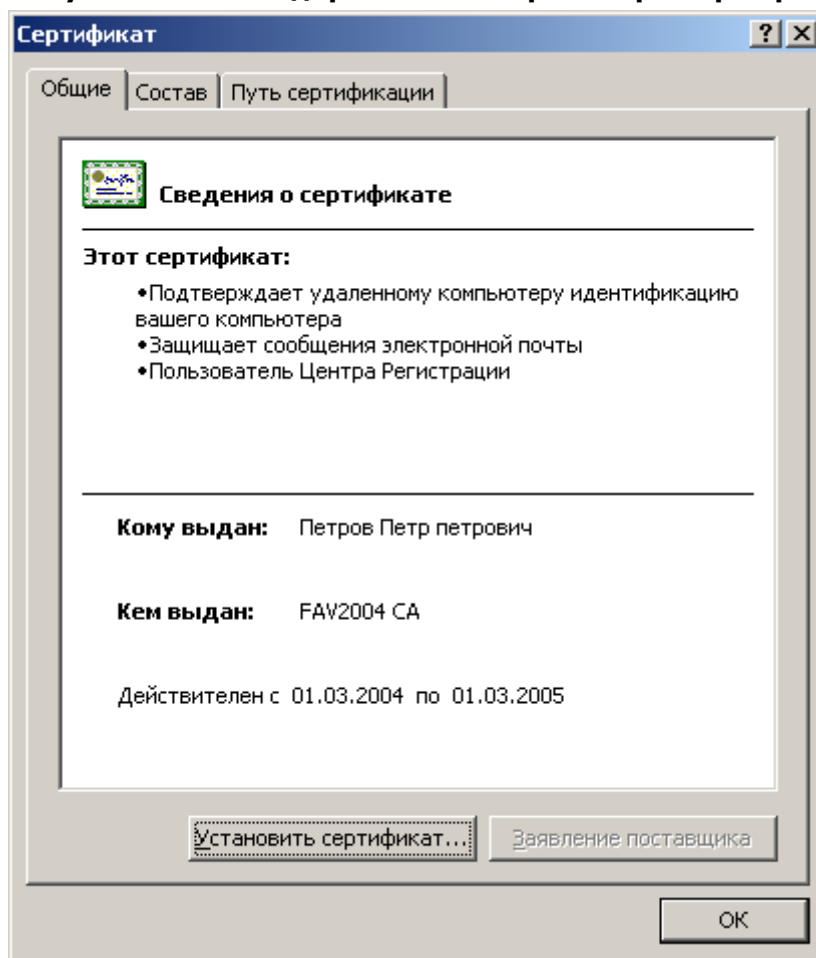 Сертификат
Общие Состав Путь сертификации
Сведения о сертификате
Этот сертификат:
•Подтверждает удаленному компьютеру идентификацию
вашего компьютера
•Защищает сообщения электронной почты
•Пользователь Центра Регистрации
Кому выдан: Петров Петр петрович
Кем выдан: FAV2004 CA
Действителен с 01.03.2004 по 01.03.2005
Установить сертификат... Заявление поставщика
ОК